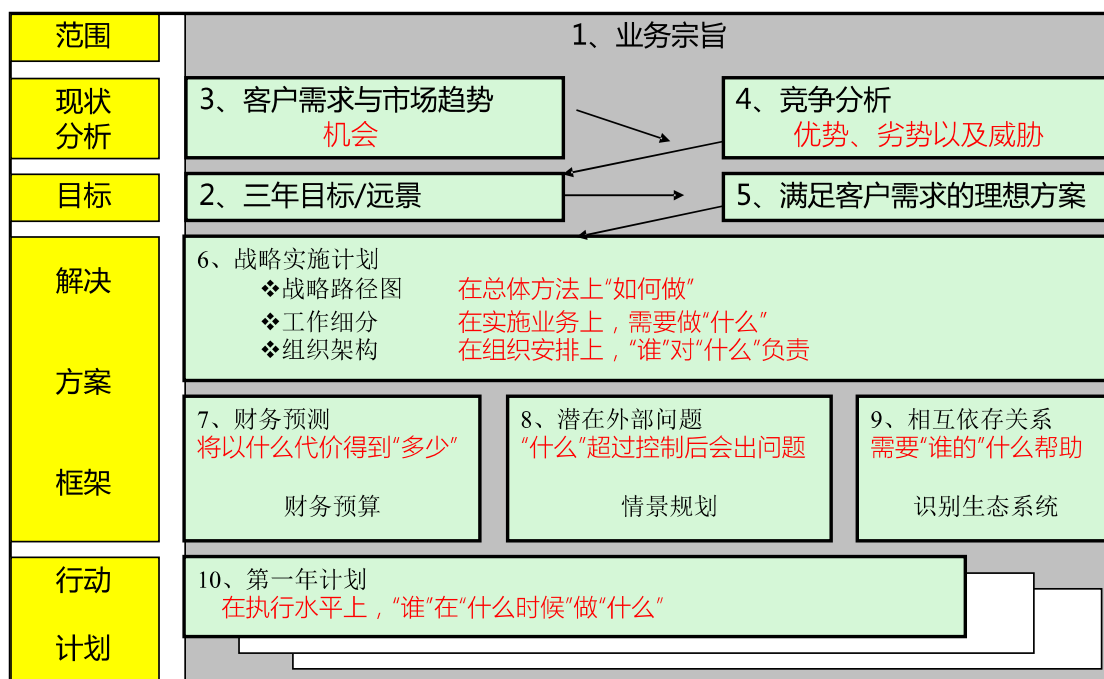 范围
1、业务宗旨
现状
分析
3、客户需求与市场趋势
机会
4、竞争分析
优势、劣势以及威胁
目标
2、三年目标/远景
5、满足客户需求的理想方案
解决
方案
框架
6、战略实施计划
❖战略路径图 在总体方法上“如何做”
❖工作细分 在实施业务上，需要做“什么”
❖组织架构 在组织安排上，“谁”对“什么”负责
7、财务预测
将以什么代价得到“多少”
财务预算
8、潜在外部问题
“什么”超过控制后会出问题
情景规划
9、相互依存关系
需要“谁的”什么帮助
识别生态系统
行动
计划
10、第一年计划
在执行水平上，“谁”在“什么时候”做“什么”